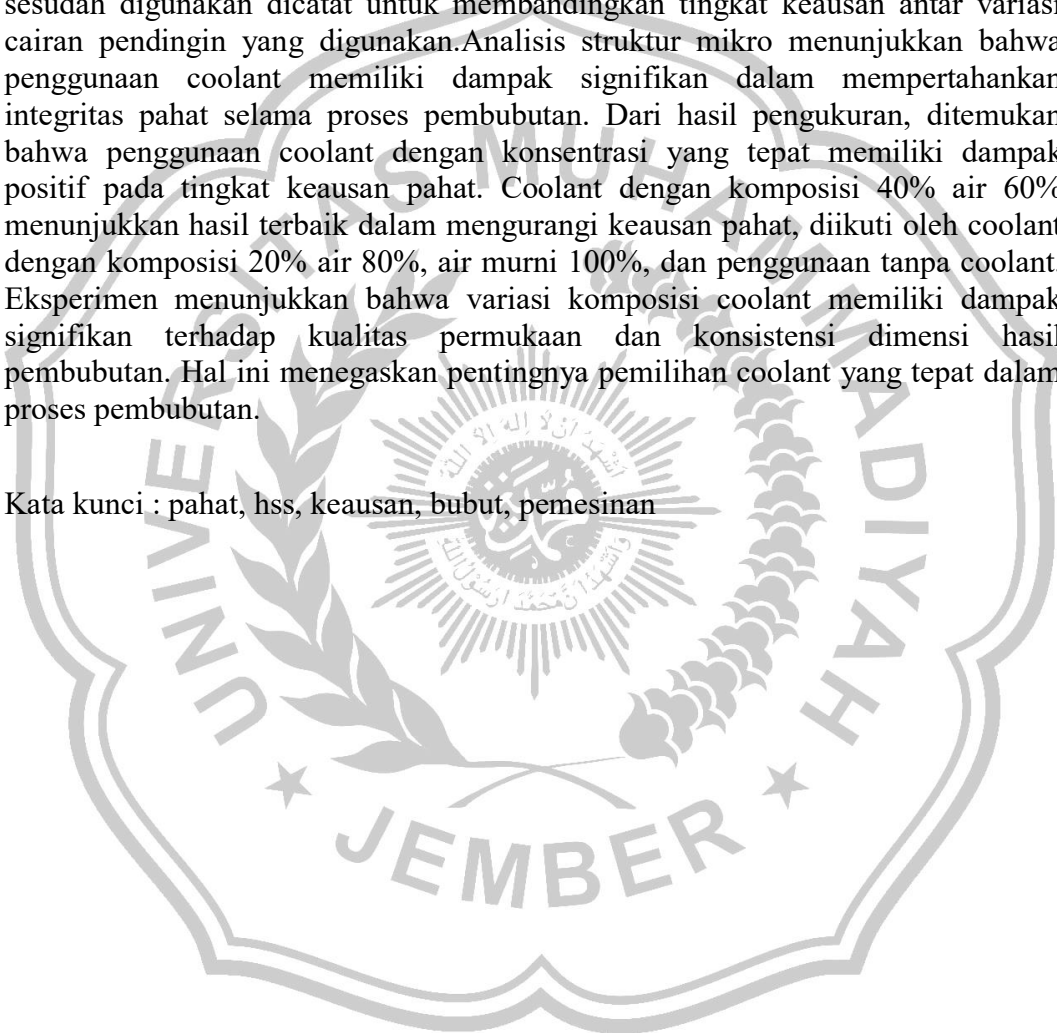 sesudah digunakan dicatat untuk membandingkan tingkat keausan antar variasi
cairan pendingin yang digunakan.Analisis struktur mikro menunjukkan bahwa
penggunaan coolant memiliki dampak signifikan dalam mempertahankan
integritas pahat selama proses pembubutan. Dari hasil pengukuran, ditemukan
bahwa penggunaan coolant dengan konsentrasi yang tepat memiliki dampak
positif pada tingkat keausan pahat. Coolant dengan komposisi 40% air 60%
menunjukkan hasil terbaik dalam mengurangi keausan pahat, diikuti oleh coolant
dengan komposisi 20% air 80%, air murni 100%, dan penggunaan tanpa coolant.
Eksperimen menunjukkan bahwa variasi komposisi coolant memiliki dampak
signifikan terhadap kualitas permukaan dan konsistensi dimensi hasil
pembubutan. Hal ini menegaskan pentingnya pemilihan coolant yang tepat dalam
proses pembubutan.
Kata kunci : pahat, hss, keausan, bubut, pemesinan
UNIVERSITAS MUHAMMADIYAH
JEMBER